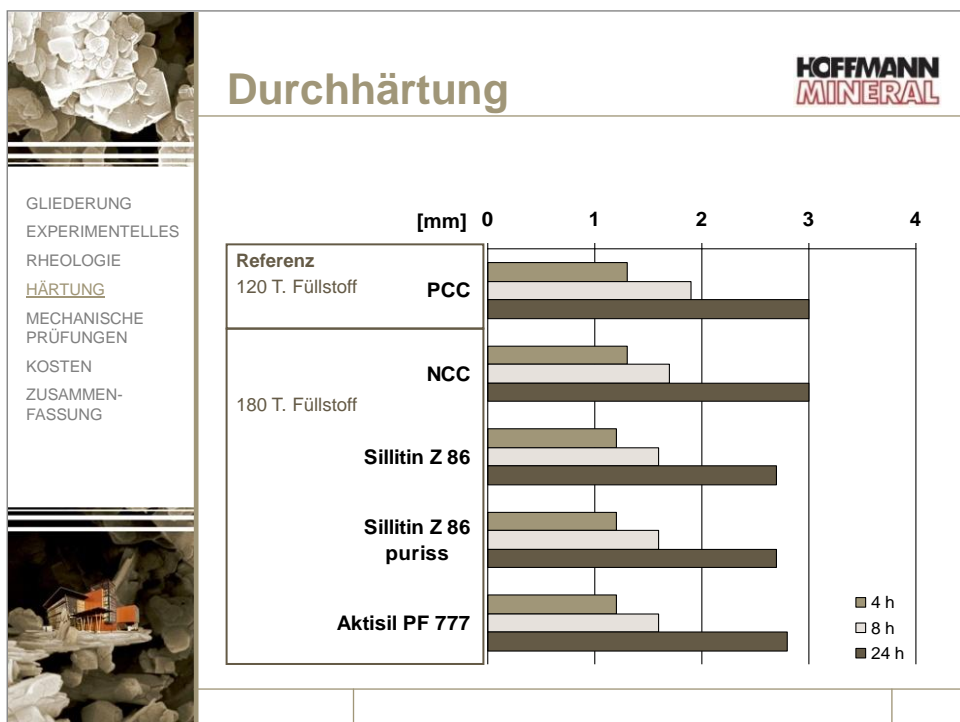 Durchhärtung
HOFFMANN
MINERAL
GLIEDERUNG
EXPERIMENTELLES
RHEOLOGIE
HÄRTUNG
MECHANISCHE
PRÜFUNGEN
KOSTEN
ZUSAMMEN-
FASSUNG
[mm] 0 1 2 3 4
Referenz
120 T. Füllstoff PCC
NCC
180 T. Füllstoff
Sillitin Z 86
Sillitin Z 86
puriss
Aktisil PF 777
4 h
8 h
24 h